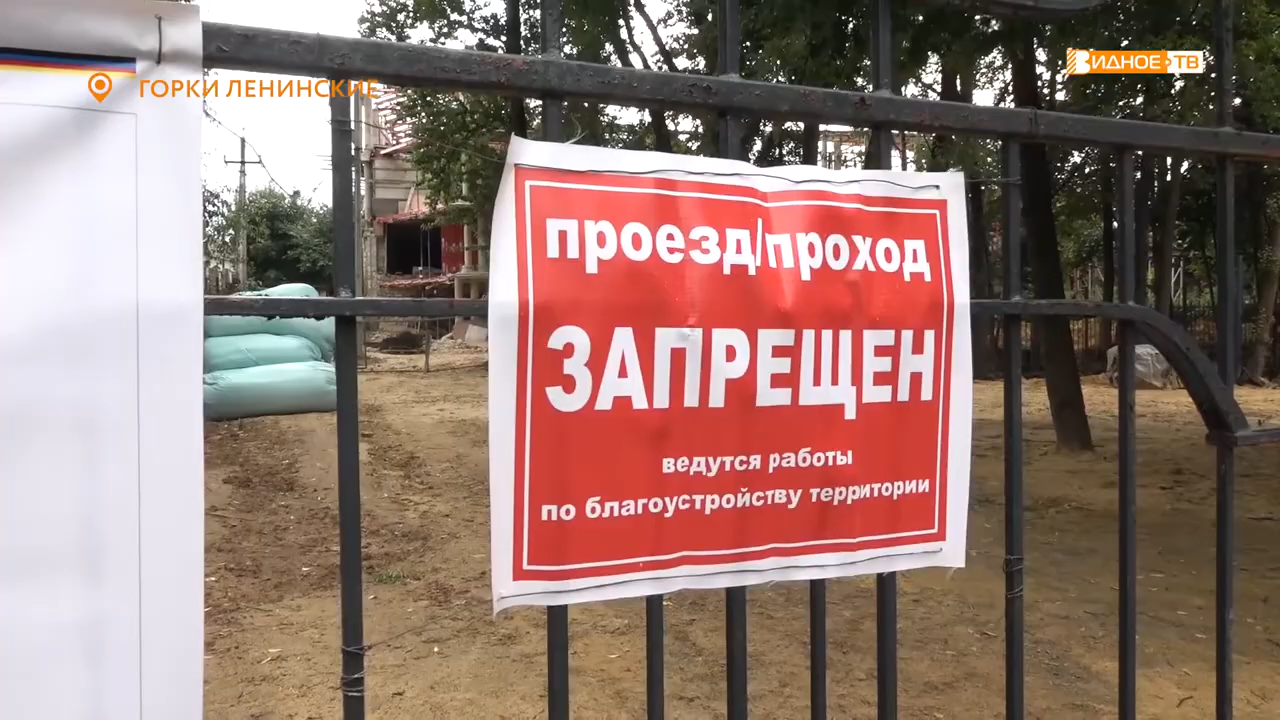 ГОРКИ ЛЕНИНСКИЕ
ВИДНОЕ ТВ
проезд/проход
ЗАПРЕЩЕН
ведутся работы
по благоустройству территории